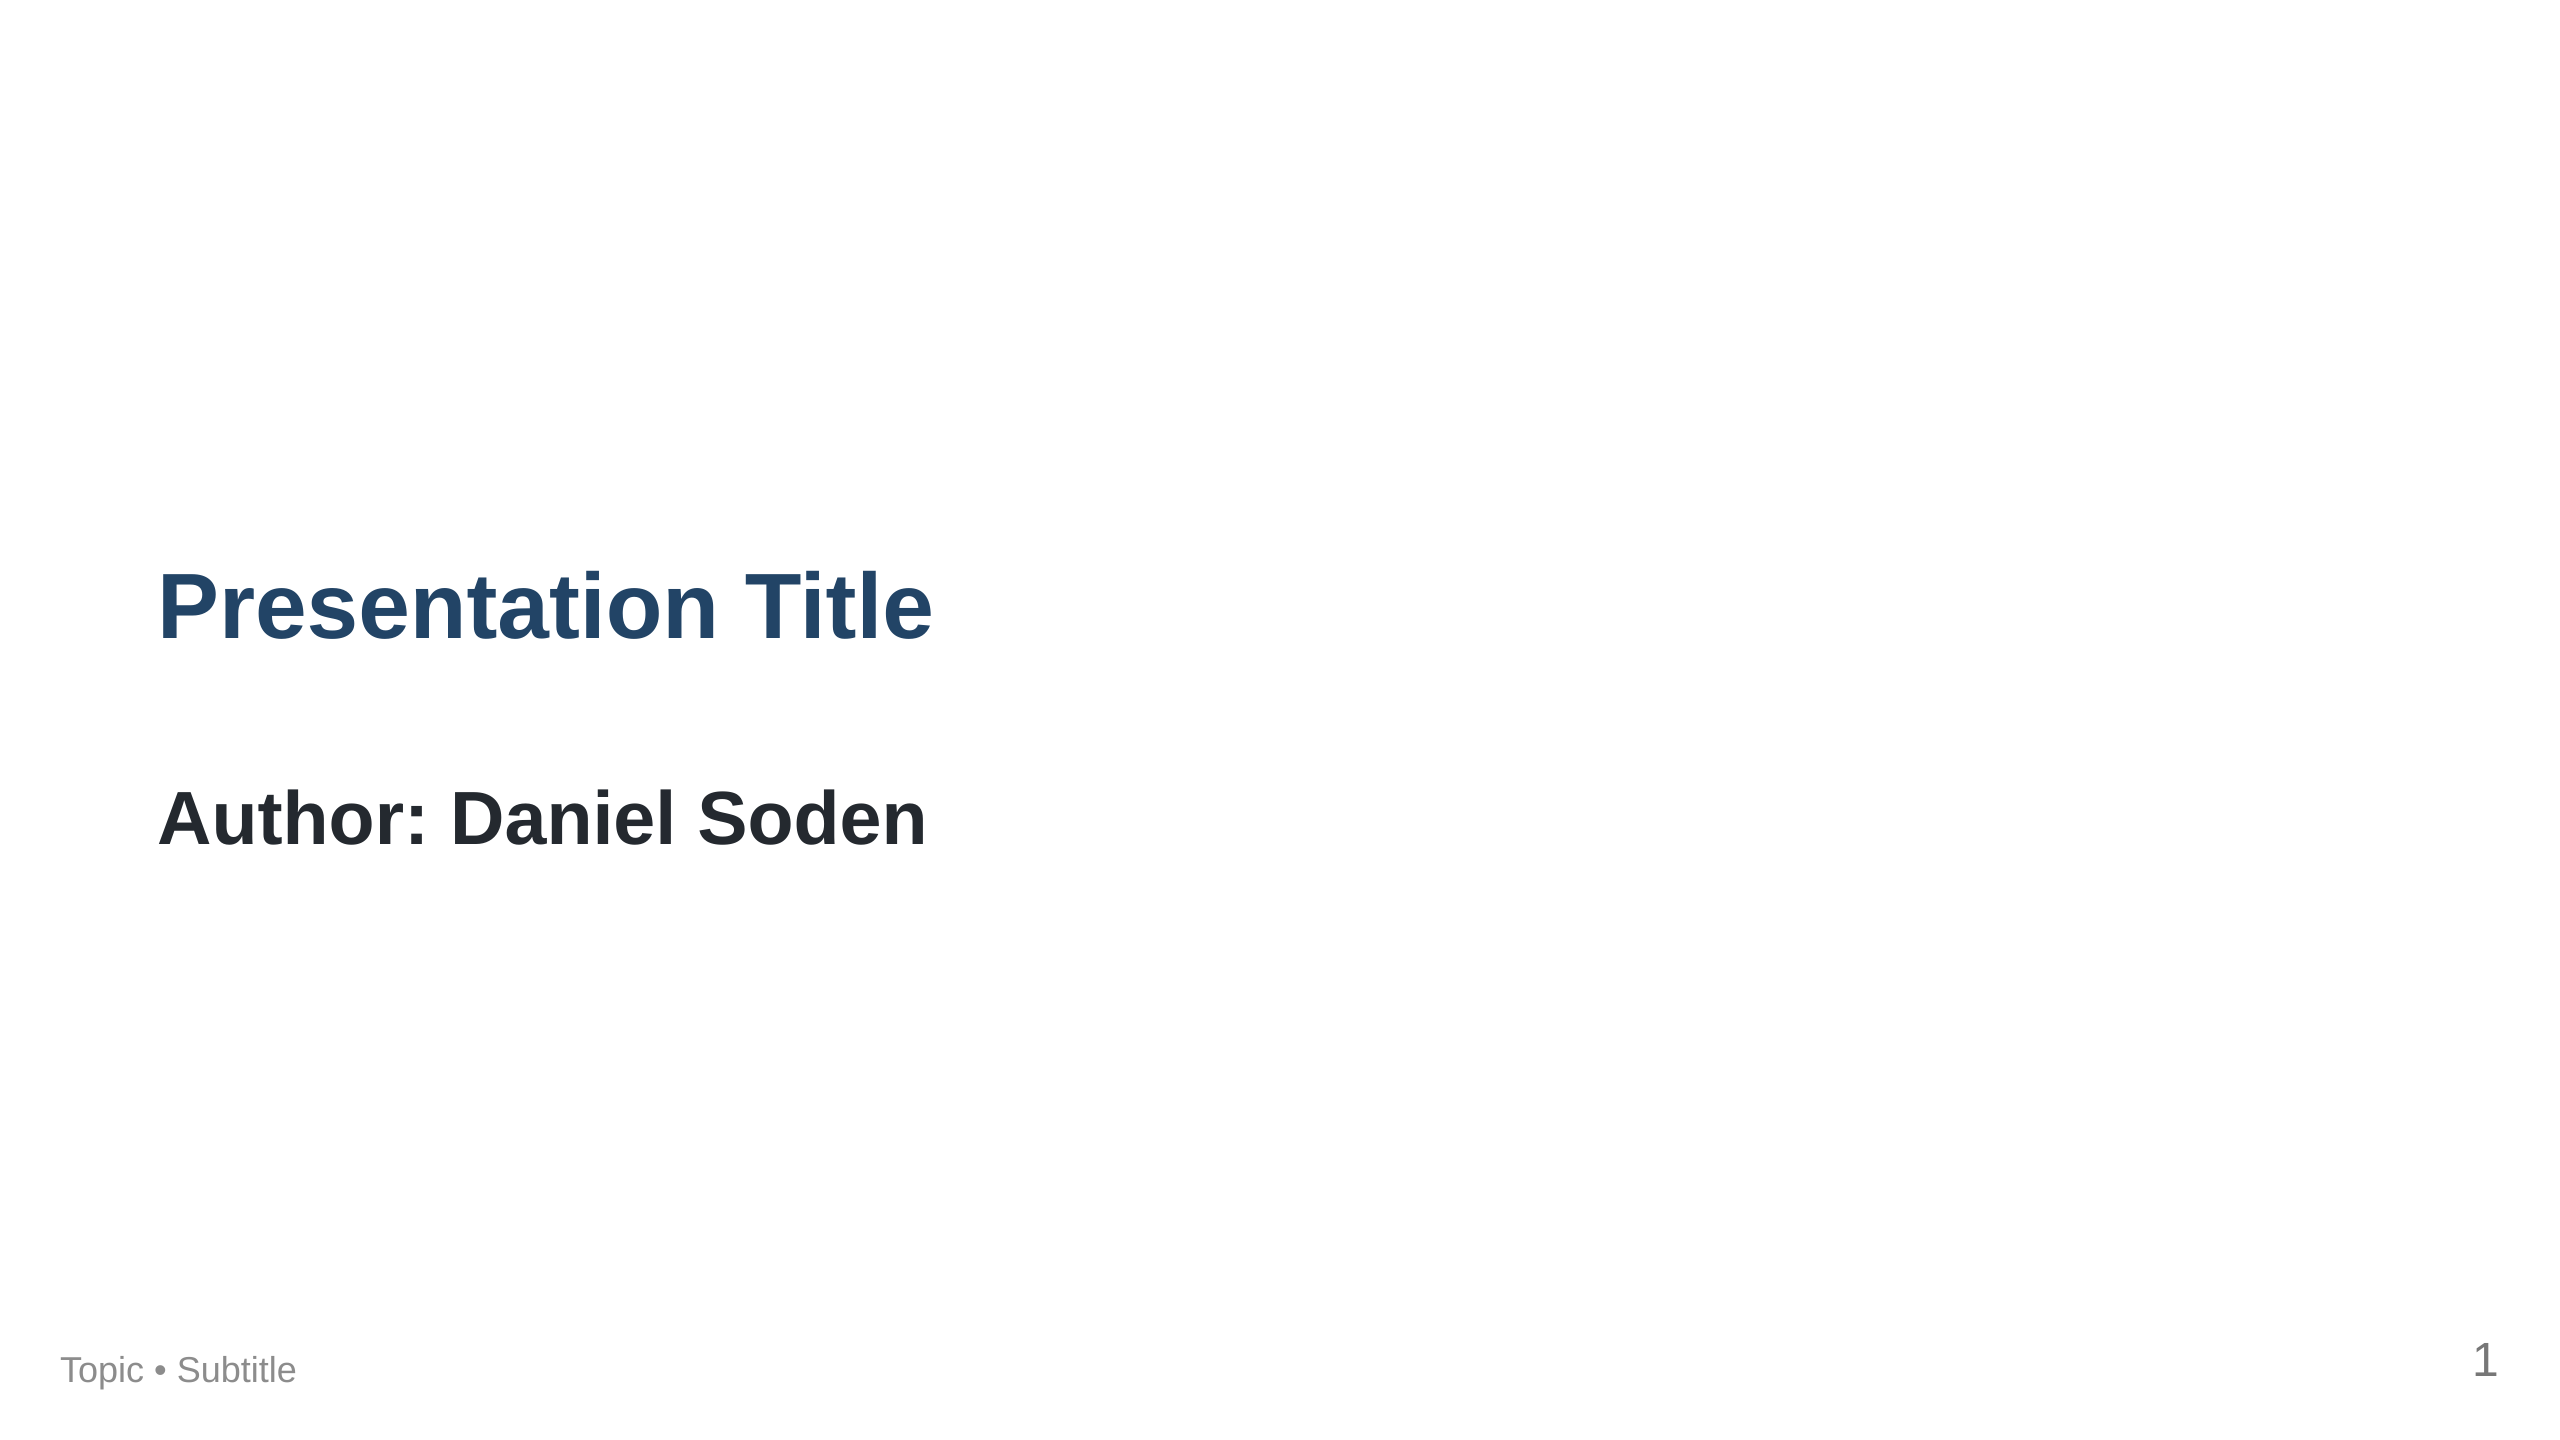 Presentation Title
Author: Daniel Soden
Topic • Subtitle
1